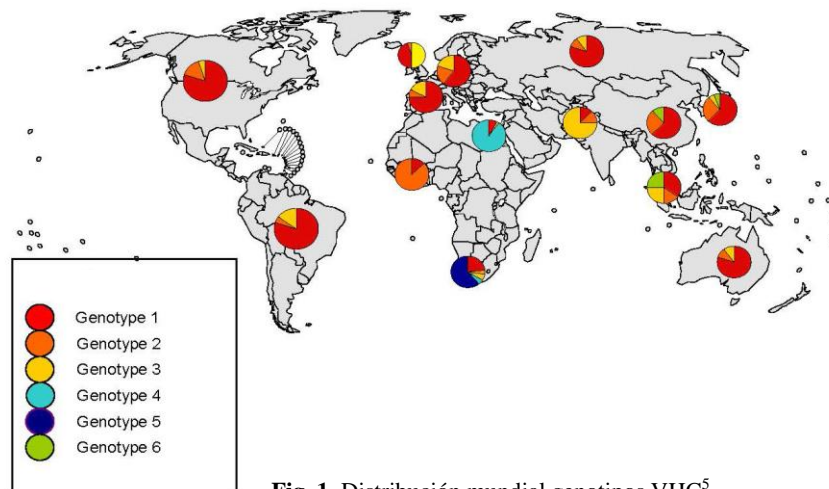 Genotype 1
Genotype 2
Genotype 3
Genotype 4
Genotype 5
Genotype 6
Fig. 1. Distribución mundial genotipos VHC⁵